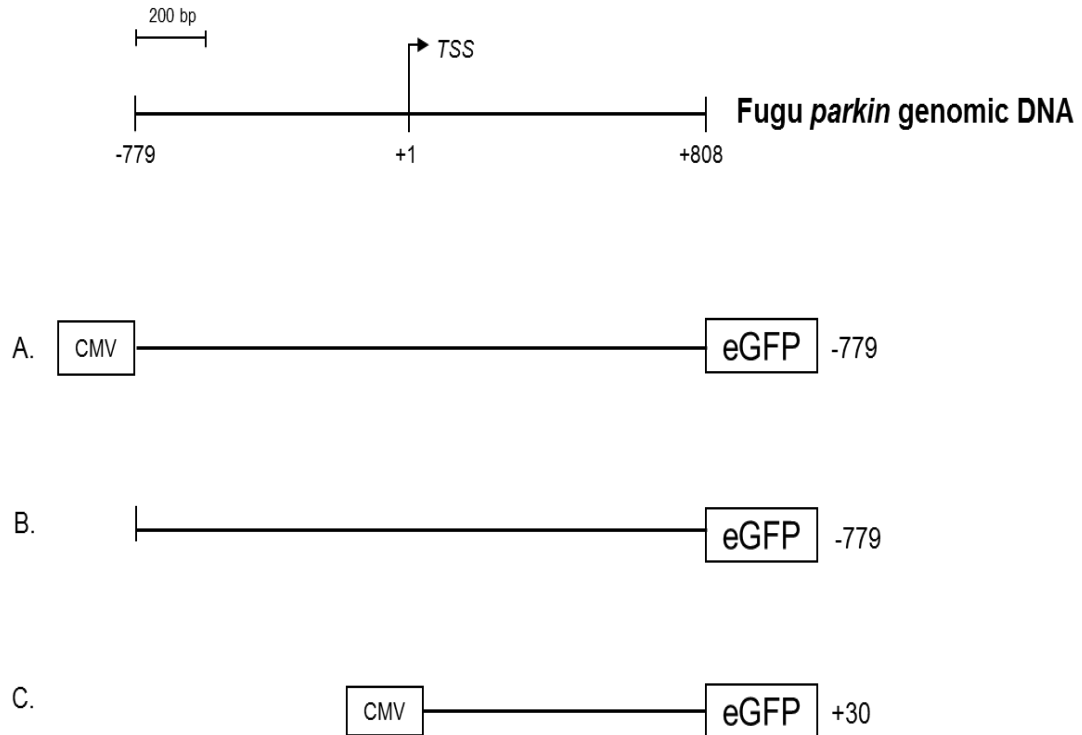 200 bp
TSS
Fugu parkin genomic DNA
-779 +1 +808
A. CMV eGFP -779
B. eGFP -779
C. CMV eGFP +30